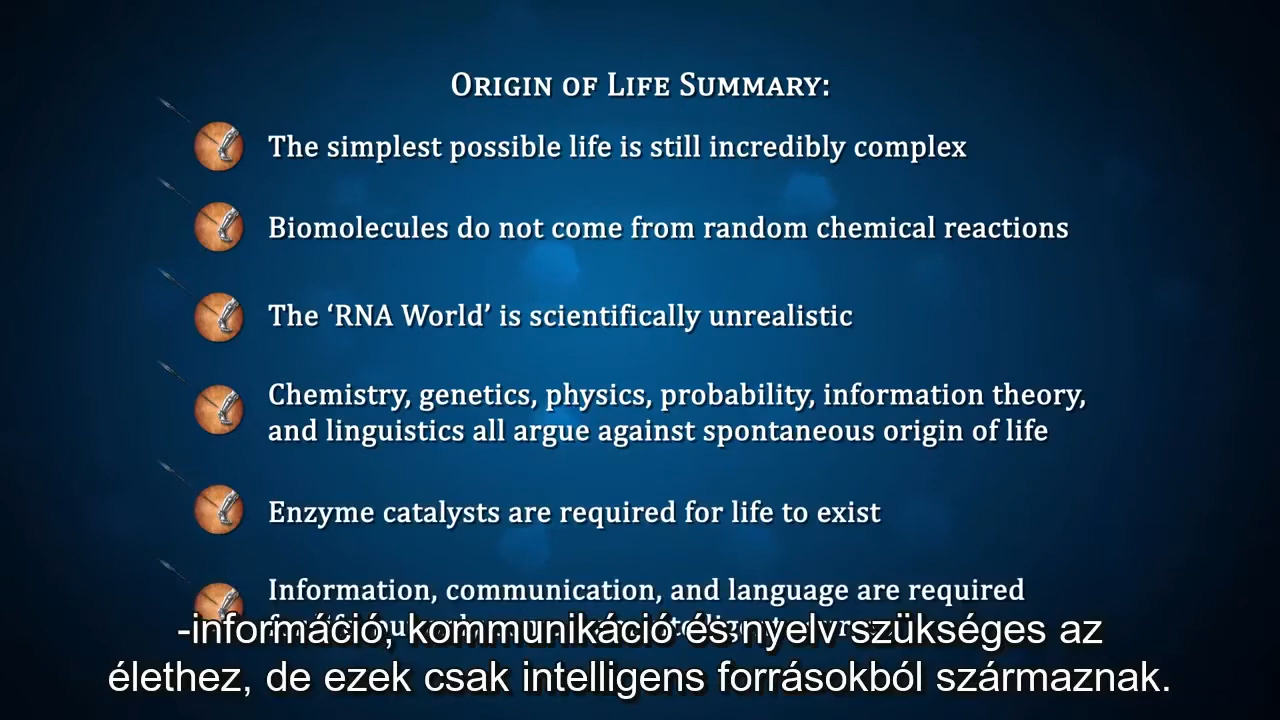 ORIGIN OF LIFE SUMMARY:
The simplest possible life is still incredibly complex
Biomolecules do not come from random chemical reactions
The ‘RNA World’ is scientifically unrealistic
Chemistry, genetics, physics, probability, information theory,
and linguistics all argue against spontaneous origin of life
Enzyme catalysts are required for life to exist
Information, communication, and language are required
-információ, kommunikáció és nyelv szükséges az
élethez, de ezek csak intelligens forrásokból származnak.